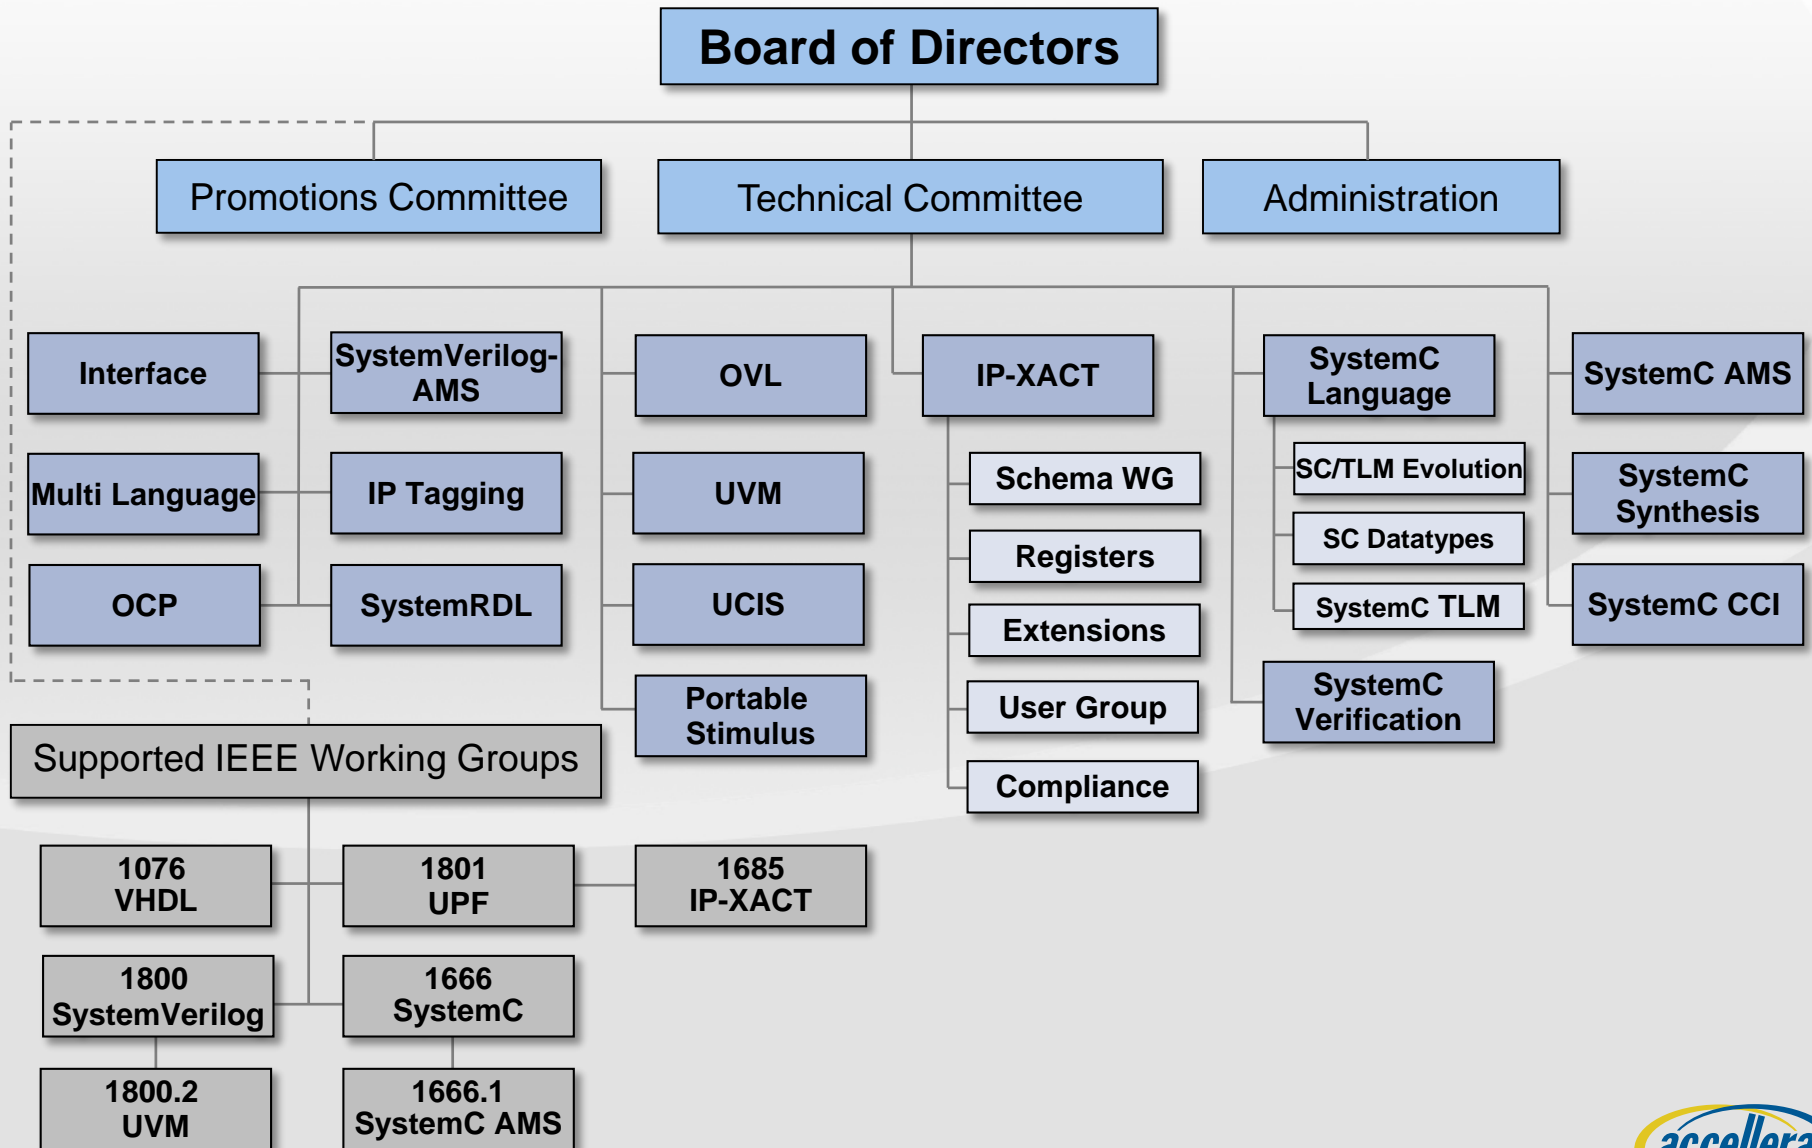 Board of Directors
Promotions Committee
Technical Committee
Administration
Interface
SystemVerilog-
AMS
OVL
IP-XACT
SystemC
Language
SystemC AMS
Multi Language
IP Tagging
UVM
Schema WG
SC/TLM Evolution
SystemC
Synthesis
Registers
SC Datatypes
OCP
SystemRDL
UCIS
Extensions
SystemC TLM
SystemC CCI
Portable
Stimulus
User Group
SystemC
Verification
Compliance
Supported IEEE Working Groups
1076
VHDL
1801
UPF
1685
IP-XACT
1800
SystemVerilog
1666
SystemC
1800.2
UVM
1666.1
SystemC AMS
accellera